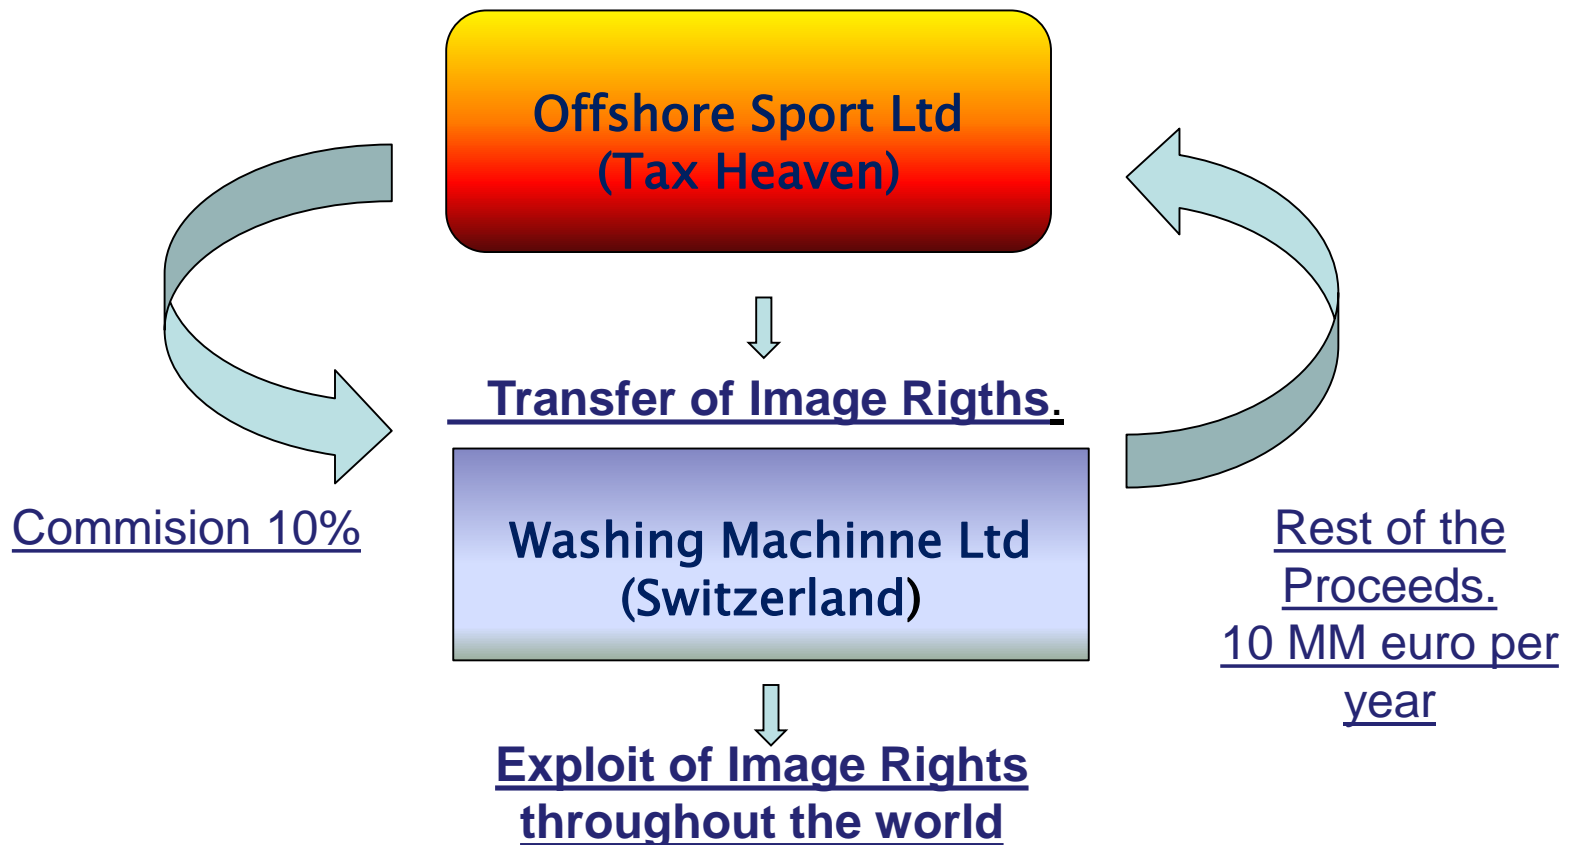 Offshore Sport Ltd
(Tax Heaven)
Transfer of Image Rigths.
Commision 10%
Washing Machinne Ltd
(Switzerland)
Rest of the
Proceeds.
10 MM euro per
year
Exploit of Image Rights
throughout the world